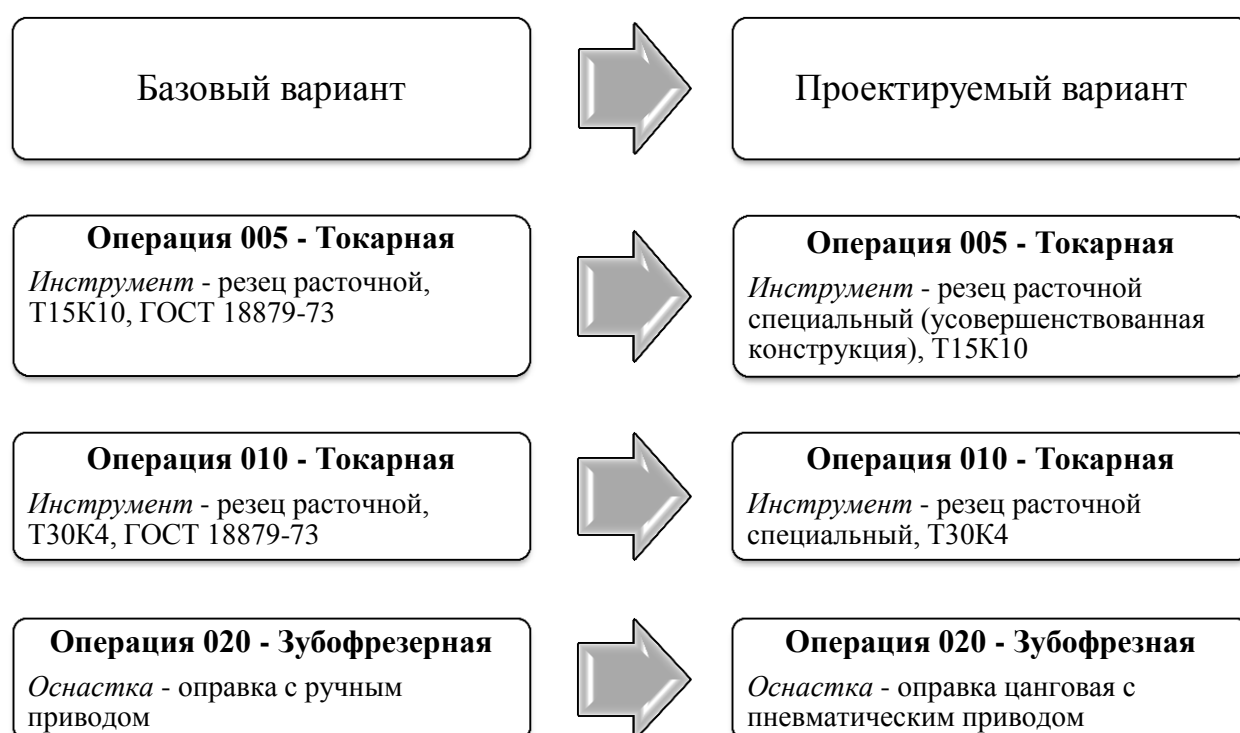 Базовый вариант
Проектируемый вариант
Операция 005 - Токарная
Инструмент - резец расточной,
Т15К10, ГОСТ 18879-73
Операция 005 - Токарная
Инструмент - резец расточной
специальный (усовершенствованная
конструкция), Т15К10
Операция 010 - Токарная
Инструмент - резец расточной,
Т30К4, ГОСТ 18879-73
Операция 010 - Токарная
Инструмент - резец расточной
специальный, Т30К4
Операция 020 - Зубофрезерная
Оснастка - оправка с ручным
приводом
Операция 020 - Зубофрезная
Оснастка - оправка цанговая с
пневматическим приводом